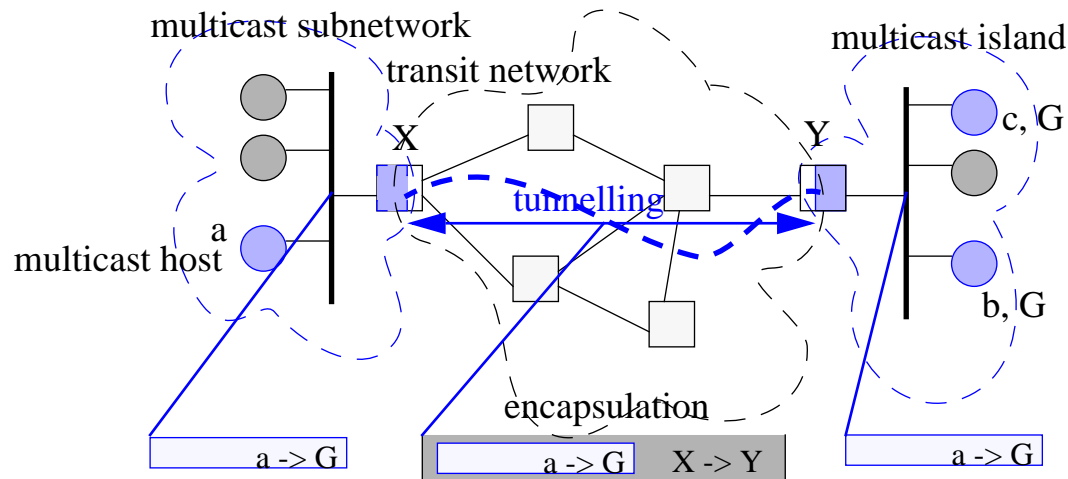 multicast subnetwork
multicast island
transit network
X
Y
c, G
tunnelling
a
multicast host
b, G
encapsulation
a -> G
a -> G
X -> Y
a -> G